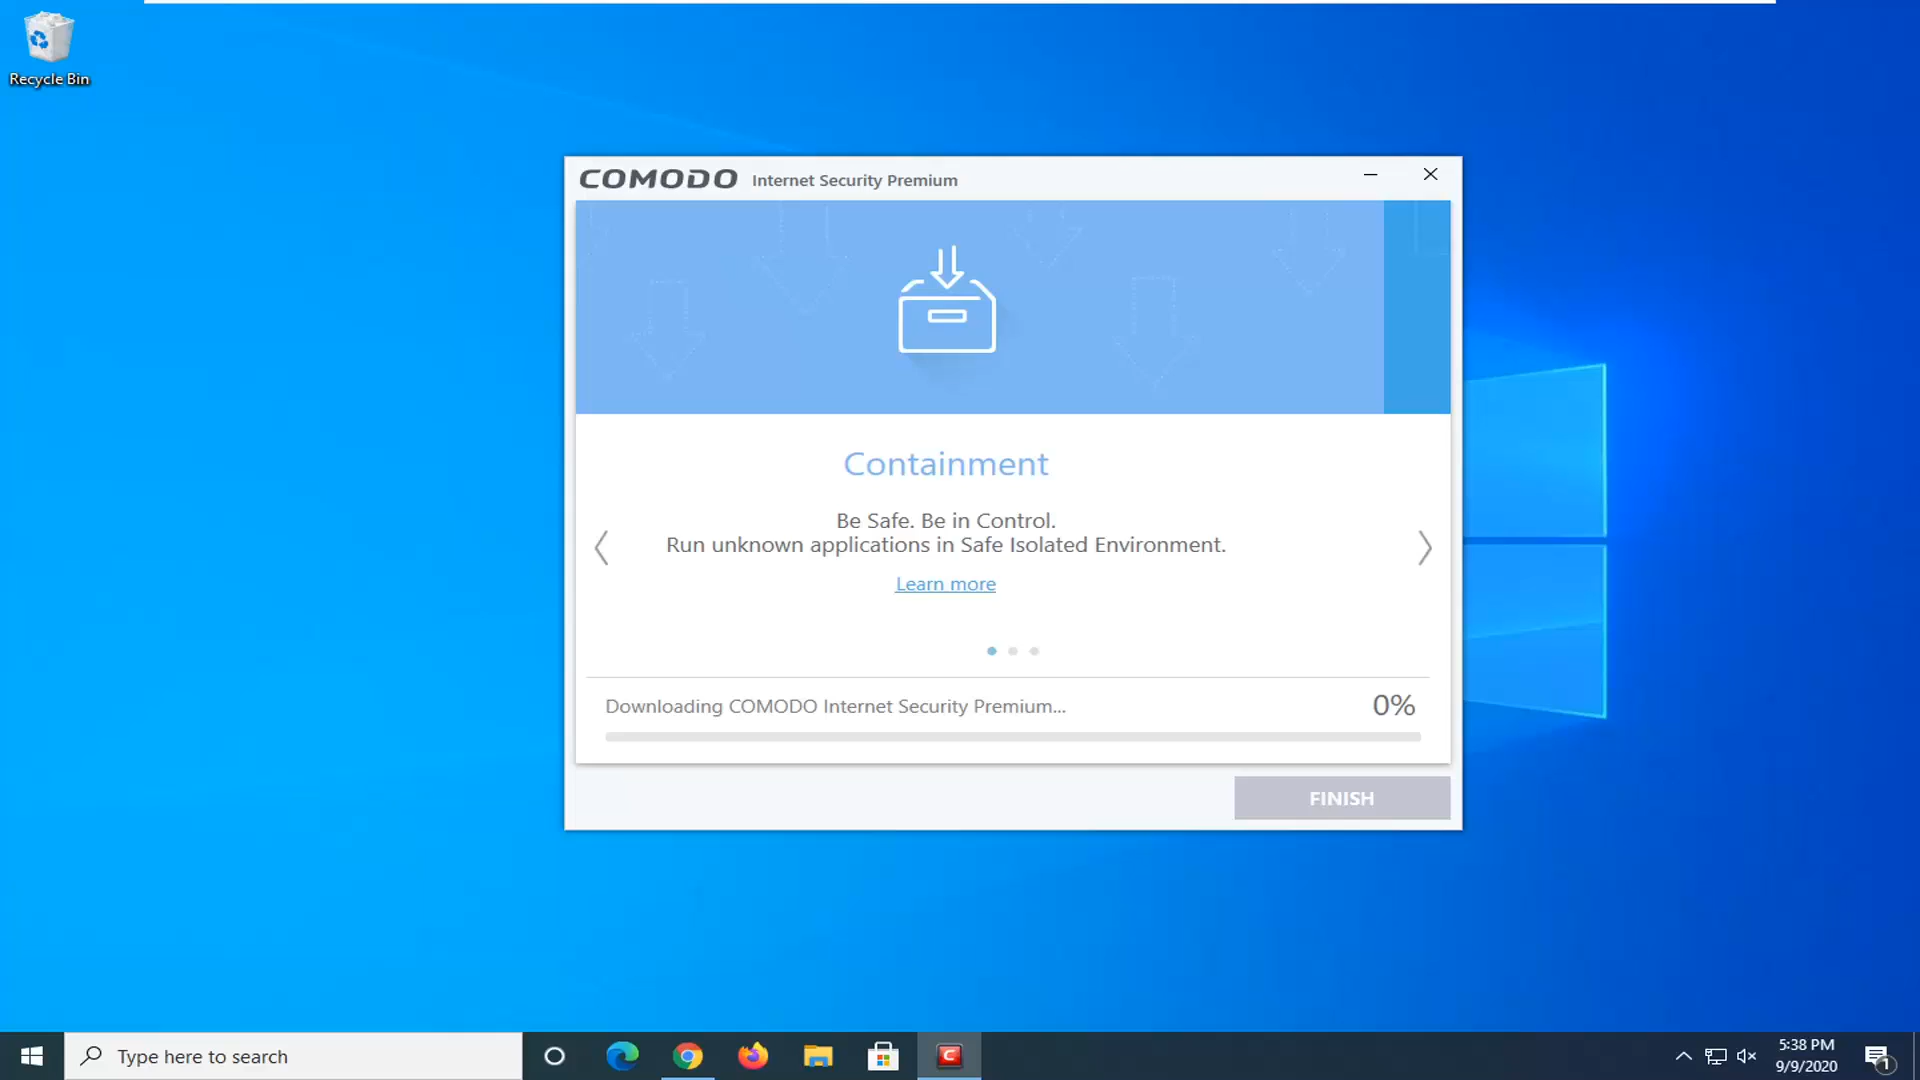 Recycle Bin
COMODO Internet Security Premium
Containment
Be Safe. Be in Control.
Run unknown applications in Safe Isolated Environment.
Learn more
Downloading COMODO Internet Security Premium... 0%
FINISH
Type here to search
C
5:38 PM
9/9/2020
1